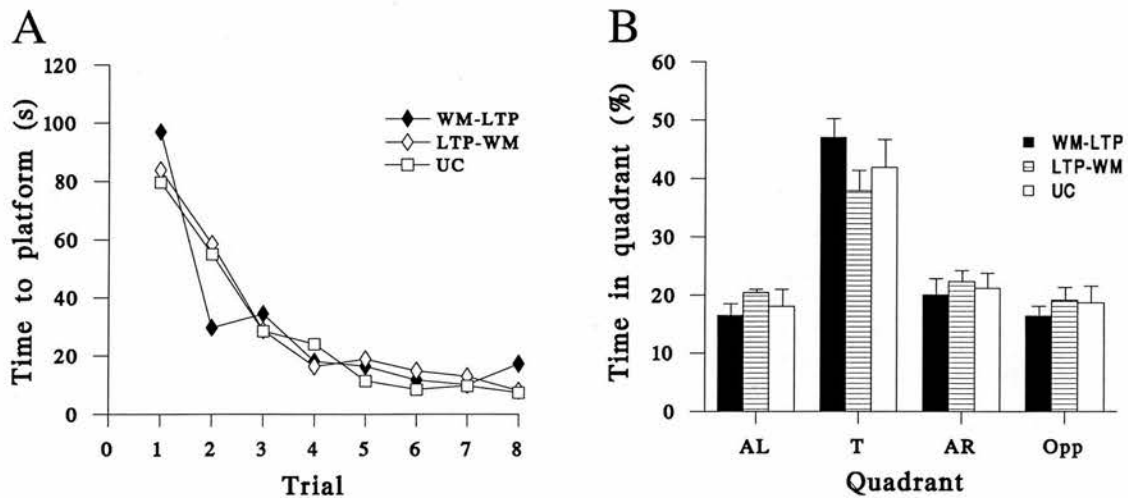 A
Time to platform (s)
120
100
80
60
40
20
0
0 1 2 3 4 5 6 7 8
Trial
WM-LTP
LTP-WM
UC
B
Time in quadrant (%)
60
50
40
30
20
10
0
AL T AR Opp
Quadrant
WM-LTP
LTP-WM
UC